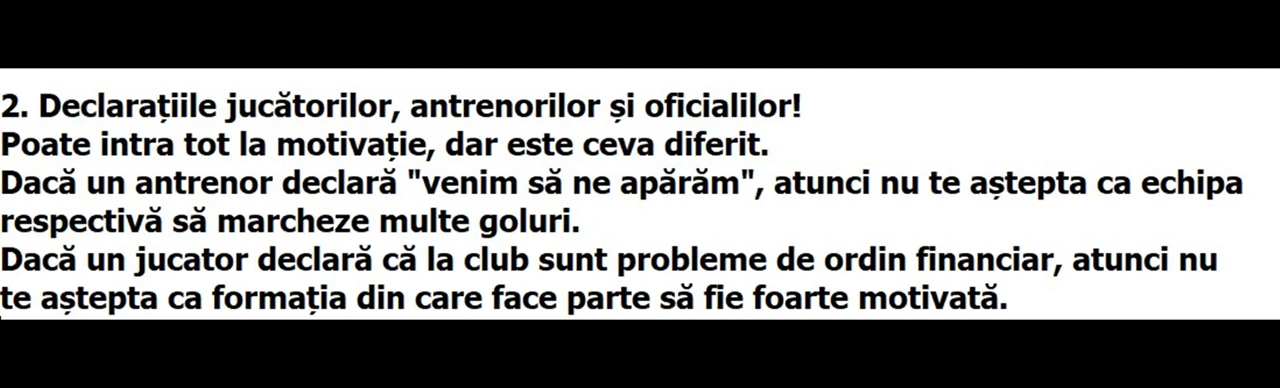 2. Declarațiile jucătorilor, antrenorilor și oficialilor!
Poate intra tot la motivație, dar este ceva diferit.
Dacă un antrenor declară "venim să ne apărăm", atunci nu te aștepta ca echipa
respectivă să marcheze multe goluri.
Dacă un jucator declară că la club sunt probleme de ordin financiar, atunci nu
te aștepta ca formația din care face parte să fie foarte motivată.